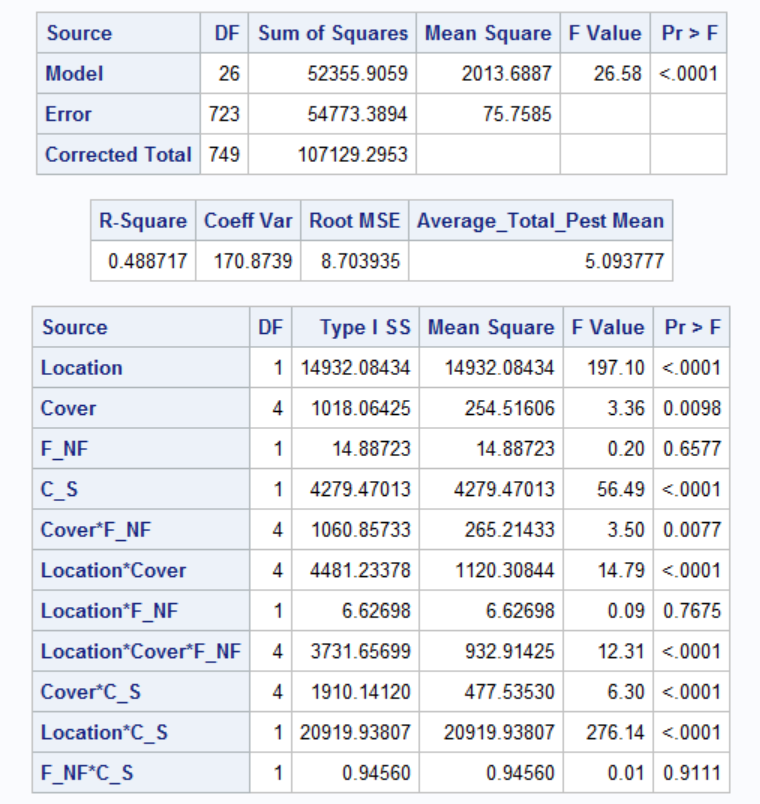 Source DF Sum of Squares Mean Square F Value Pr > F
Model 26 52355.9059 2013.6887 26.58 <.0001
Error 723 54773.3894 75.7585
Corrected Total 749 107129.2953
R-Square Coeff Var Root MSE Average_Total_Pest Mean
0.488717 170.8739 8.703935 5.093777
Source DF Type I SS Mean Square F Value Pr > F
Location 1 14932.08434 14932.08434 197.10 <.0001
Cover 4 1018.06425 254.51606 3.36 0.0098
F_NF 1 14.88723 14.88723 0.20 0.6577
C_S 1 4279.47013 4279.47013 56.49 <.0001
Cover*F_NF 4 1060.85733 265.21433 3.50 0.0077
Location*Cover 4 4481.23378 1120.30844 14.79 <.0001
Location*F_NF 1 6.62698 6.62698 0.09 0.7675
Location*Cover*F_NF 4 3731.65699 932.91425 12.31 <.0001
Cover*C_S 4 1910.14120 477.53530 6.30 <.0001
Location*C_S 1 20919.93807 20919.93807 276.14 <.0001
F_NF*C_S 1 0.94560 0.94560 0.01 0.9111